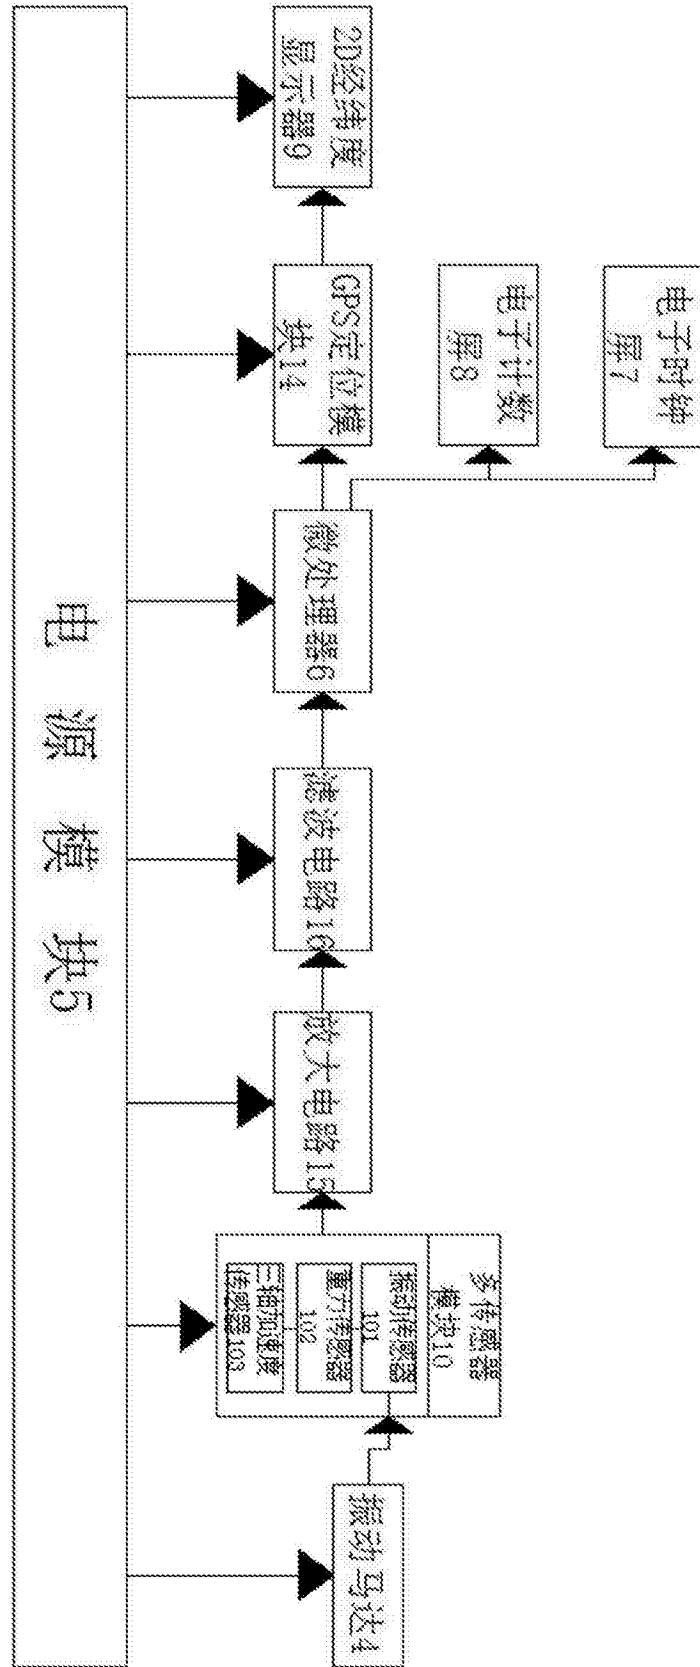 电子时钟
屏7
电子计数
屏8
2D经纬度
显示器9
GPS定位模
块14
微处理器6
滤波电路16
放大电路15
多传感器
模块10
振动传感器
101
重力传感器
102
三轴加速度
传感器103
振动马达4
电源模块5